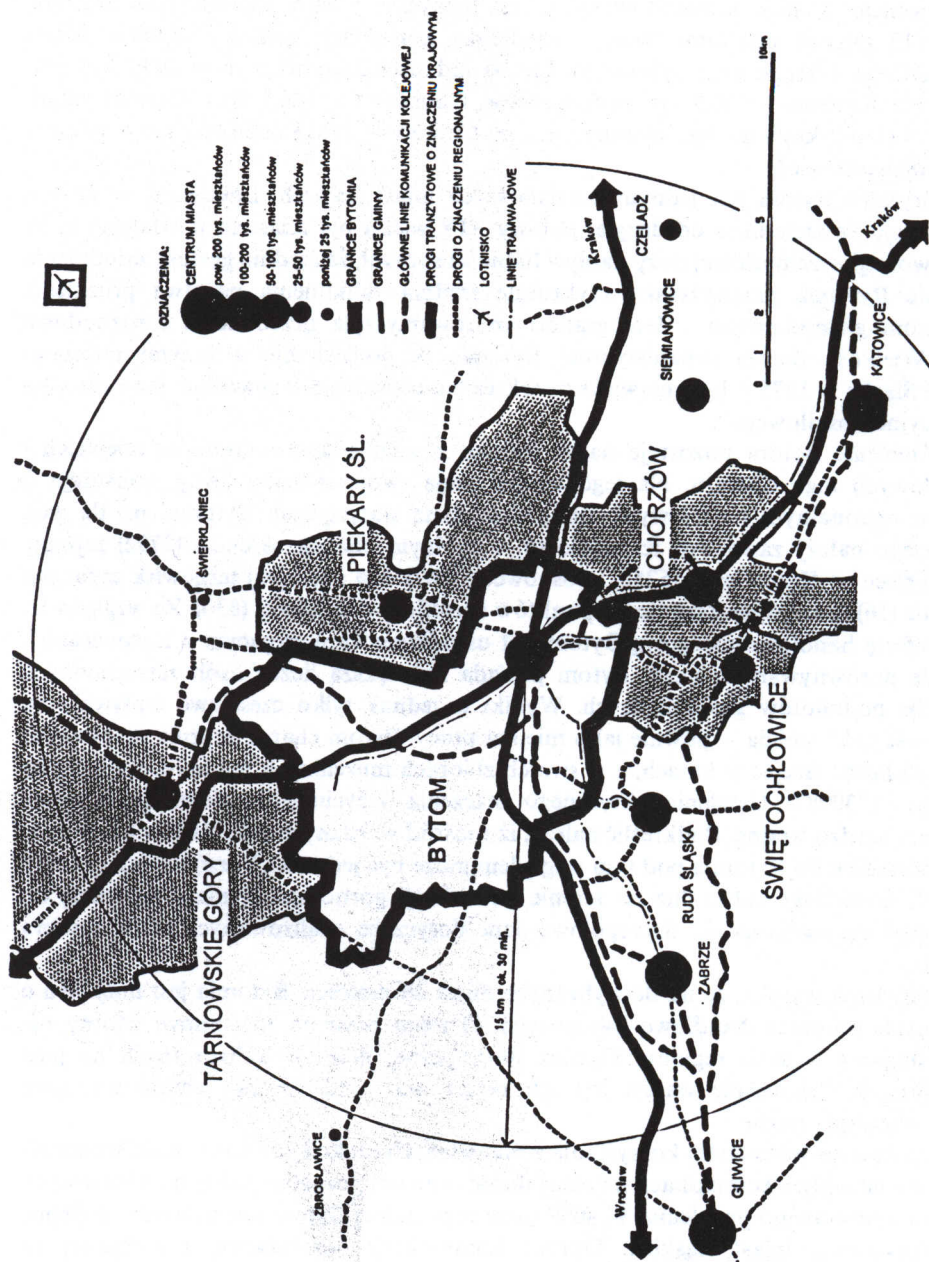 OZNACZENIA:
CENTRUM MIASTA
pow. 200 tys. mieszkańców
100-200 tys. mieszkańców
50-100 tys. mieszkańców
25-50 tys. mieszkańców
poniżej 25 tys. mieszkańców
GRANICE BYTOMIA
GRANICE GMIN
GŁÓWNE LINIE KOMUNIKACJI KOLEJOWEJ
DROGI TRANZYTOWE O ZNACZENIU KRAJOWYM
DROGI O ZNACZENIU REGIONALNYM
LOTNISKO
LINIE TRAMWAJOWE
Poznań
TARNOWSKIE GÓRY
ŚWIERKLANIEC
PIEKARY ŚL.
ZBROSŁAWICE
BYTOM
15 km = ok. 30 min.
Kraków
CZELADŹ
SIEMIANOWICE
CHORZÓW
Wrocław
RUDA ŚLĄSKA
ZABRZE
GLIWICE
ŚWIĘTOCHŁOWICE
KATOWICE
Kraków
0 2 5 10km